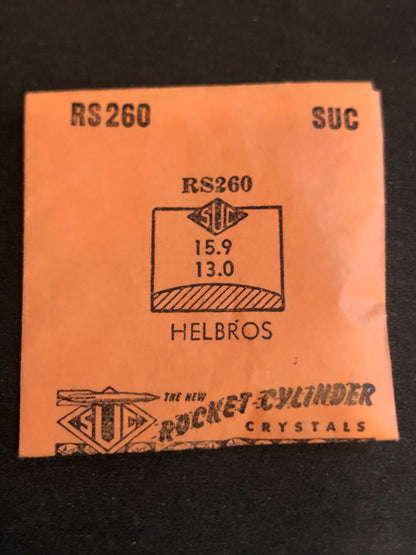 RS260 SUC
RS260
SUC
15.9
13.0
HELBROS
THE NEW
SUC ROCKET-CYLINDER
CRYSTALS